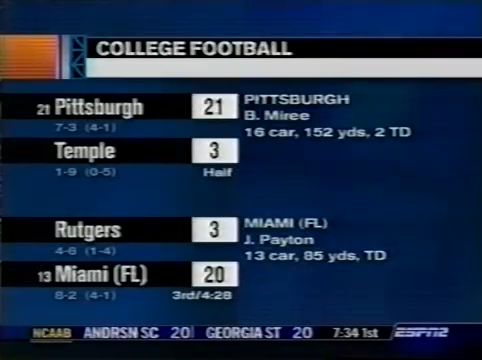 COLLEGE FOOTBALL
21 Pittsburgh 21
7-3 (4-1)
Temple 3
1-9 (0-5) Half
PITTSBURGH
B. Miree
16 car, 152 yds, 2 TD
Rutgers 3
4-6 (1-4)
13 Miami (FL) 20
8-2 (4-1) 3rd/4:28
MIAMI (FL)
J. Payton
13 car, 85 yds, TD
NCAAB ANDRSN SC 20 GEORGIA ST 20 7:34 1st ESPN2